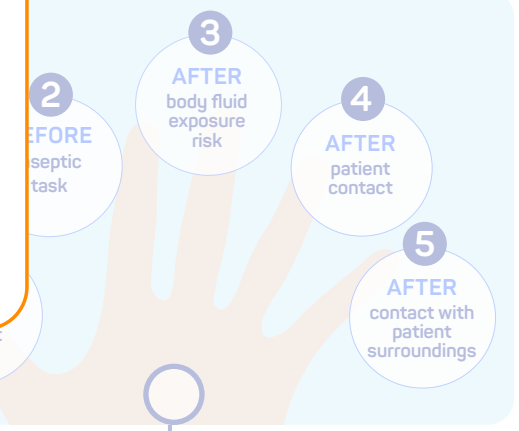 2
EFORE
septic
task
3
AFTER
body fluid
exposure
risk
4
AFTER
patient
contact
5
AFTER
contact with
patient
surroundings